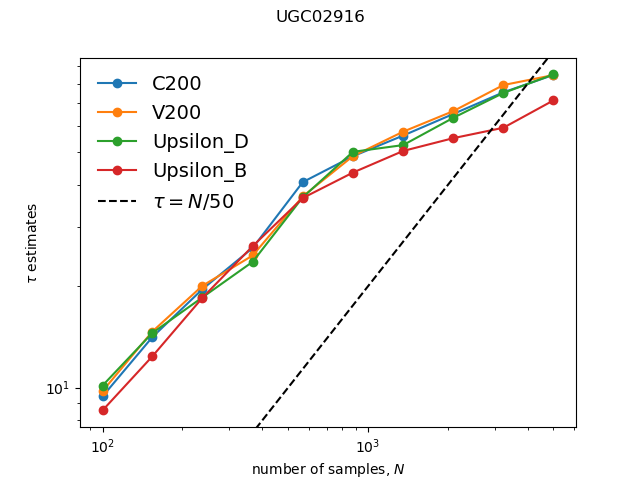 UGC02916
C200
V200
Upsilon_D
Upsilon_B
τ = N/50
τ estimates
10¹
10² 10³
number of samples, N